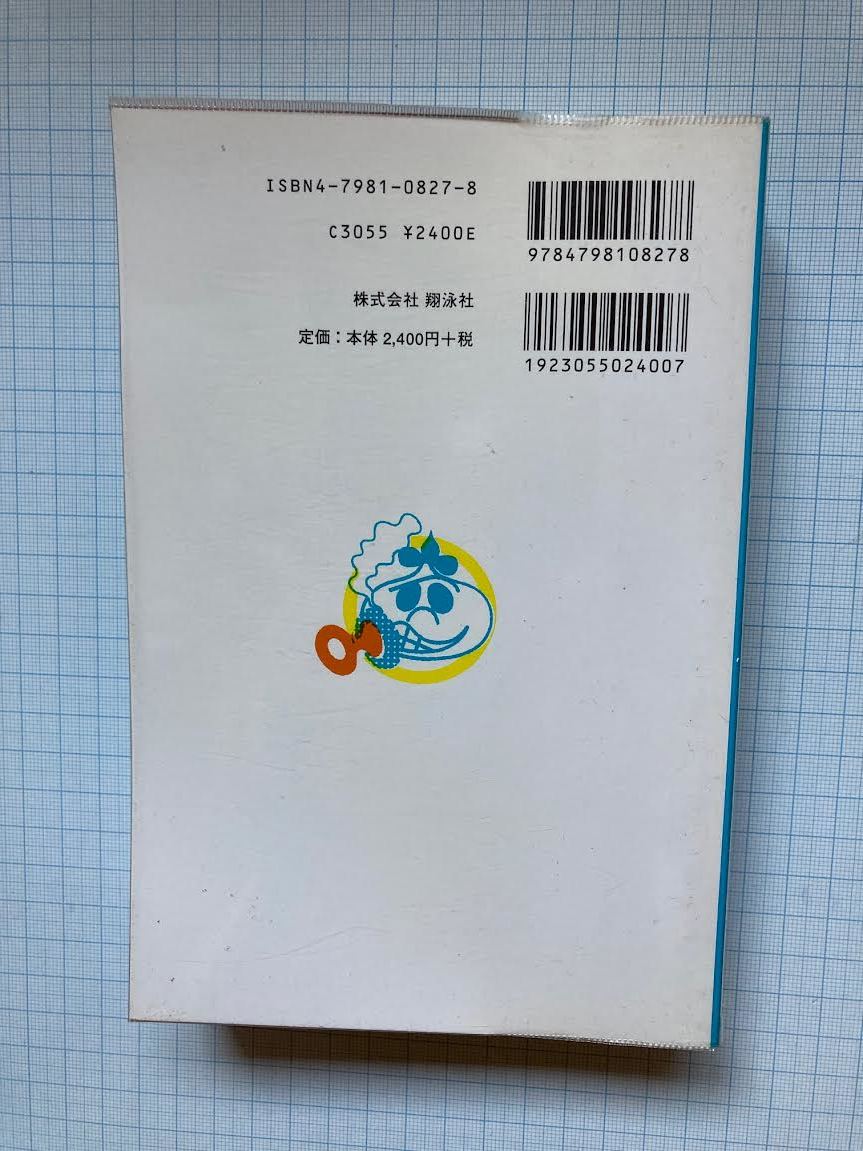 ISBN4-7981-0827-8
C3055 ¥2400E
株式会社 翔泳社
定価：本体 2,400円＋税
9784798108278
1923055024007